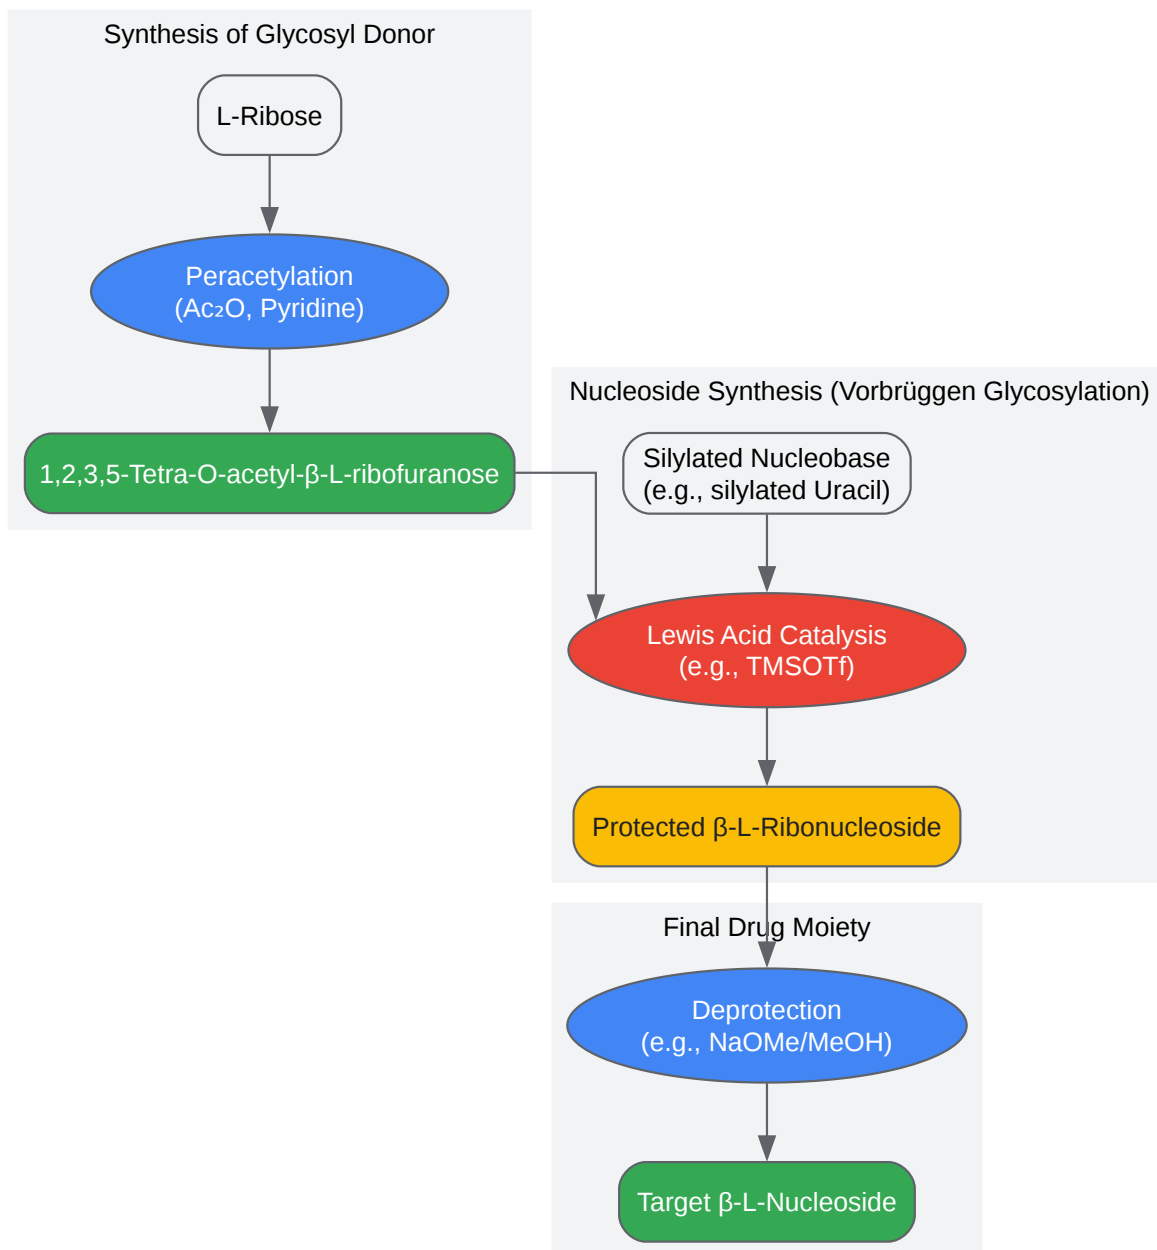 Synthesis of Glycosyl Donor
L-Ribose
Peracetylation
(Ac₂O, Pyridine)
1,2,3,5-Tetra-O-acetyl-β-L-ribofuranose
Nucleoside Synthesis (Vorbrüggen Glycosylation)
Silylated Nucleobase
(e.g., silylated Uracil)
Lewis Acid Catalysis
(e.g., TMSOTf)
Protected β-L-Ribonucleoside
Final Drug Moiety
Deprotection
(e.g., NaOMe/MeOH)
Target β-L-Nucleoside